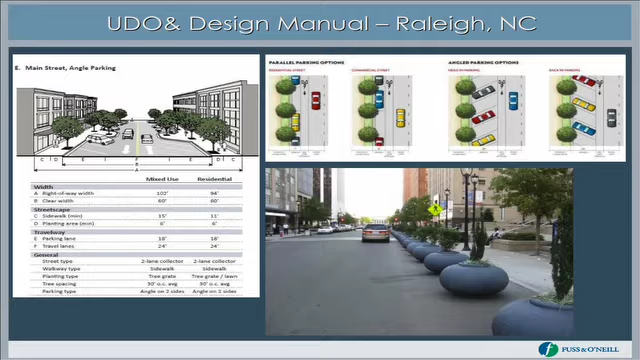 UDO& Design Manual – Raleigh, NC
E. Main Street, Angle Parking
C D E I F I E D C
B
A
Mixed Use Residential
Width
A Right-of-way width 102' 94'
B Clear width 60' 60'
Streetscape
C Sidewalk (min) 15' 11'
D Planting area (min) 6' 6'
Travelway
E Parking lane 18' 18'
F Travel lanes 24' 24'
General
Street type 2-lane collector 2-lane collector
Walkway type Sidewalk Sidewalk
Planting type Tree grate Tree grate / lawn
Tree spacing 30' o.c. avg 30' o.c. avg
Parking type Angle on 2 sides Angle on 2 sides
PARALLEL PARKING OPTIONS
RESIDENTIAL STREET COMMERCIAL STREET
ANGLED PARKING OPTIONS
HEAD IN PARKING BACK IN PARKING
FUSS & O'NEILL